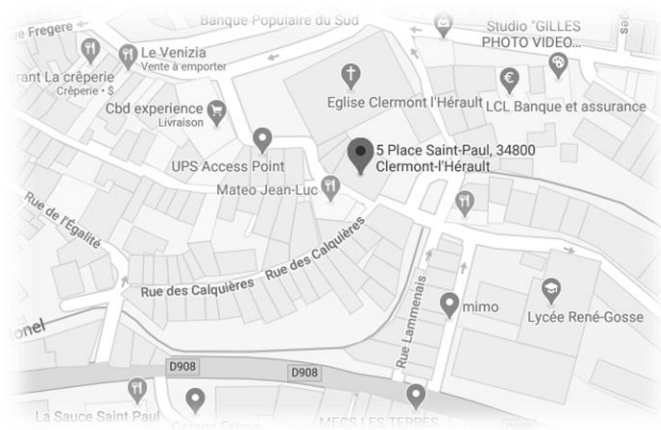 Banque Populaire du Sud
Fregere
Studio "GILLES
PHOTO VIDEO...
Le Venizia
Vente à emporter
La crêperie
Crêperie • $
Eglise Clermont l'Hérault
LCL Banque et assurance
Cbd experience
Livraison
5 Place Saint-Paul, 34800
Clermont-l'Hérault
UPS Access Point
Mateo Jean-Luc
Rue de l'Égalité
Rue des Calquières
Rue des Calquières
Rue Lammenais
mimo
Lycée René-Gosse
D908
D908
La Sauce Saint Paul
MECS LES TERRES